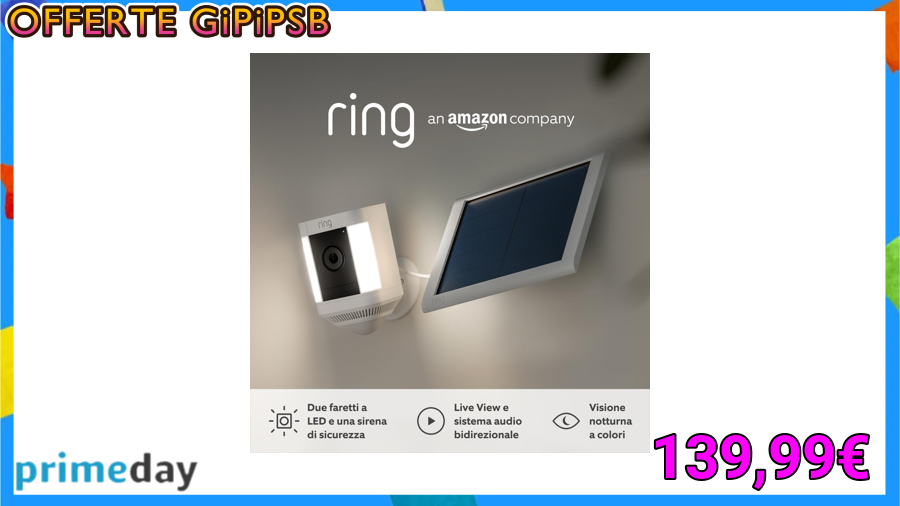 OFFERTE GiPiPSB
ring an amazon company
ring
Due faretti a
LED e una sirena
di sicurezza
Live View e
sistema audio
bidirezionale
Visione
notturna
a colori
primeday
139,99€